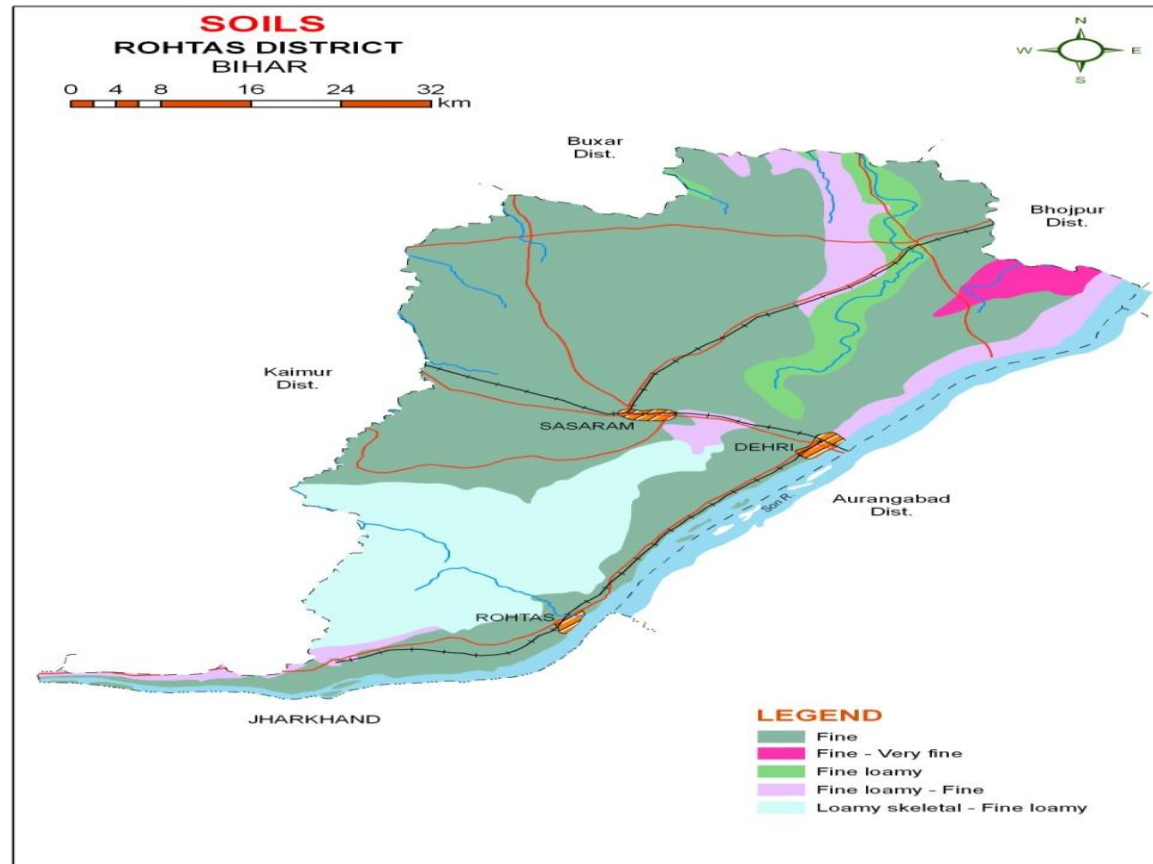 SOILS
ROHTAS DISTRICT
BIHAR
0 4 8 16 24 32
km
N
W E
S
Buxar
Dist.
Bhojpur
Dist.
Kaimur
Dist.
SASARAM
DEHRI
Son R.
Aurangabad
Dist.
ROHTAS
JHARKHAND
LEGEND
Fine
Fine - Very fine
Fine loamy
Fine loamy - Fine
Loamy skeletal - Fine loamy